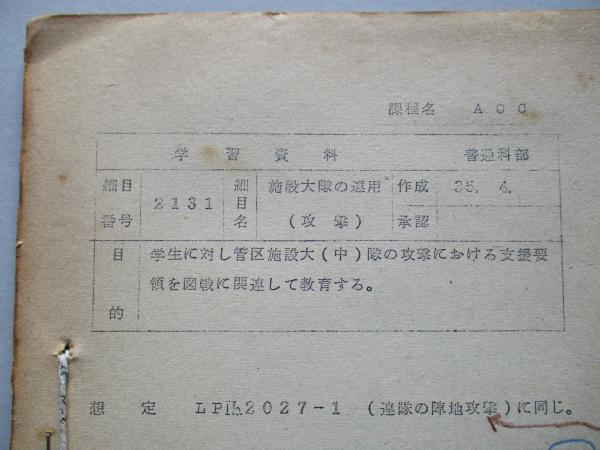 課程名 AOC
学習資料 普通科部
細目番号 2131 細目名 施設大隊の運用(攻撃) 作成 35. 4. 承認
目的 学生に対し管区施設大(中)隊の攻撃における支援要
領を図戦に関連して教育する。
想定 LP 2027-1 (連隊の陣地攻撃)に同じ。